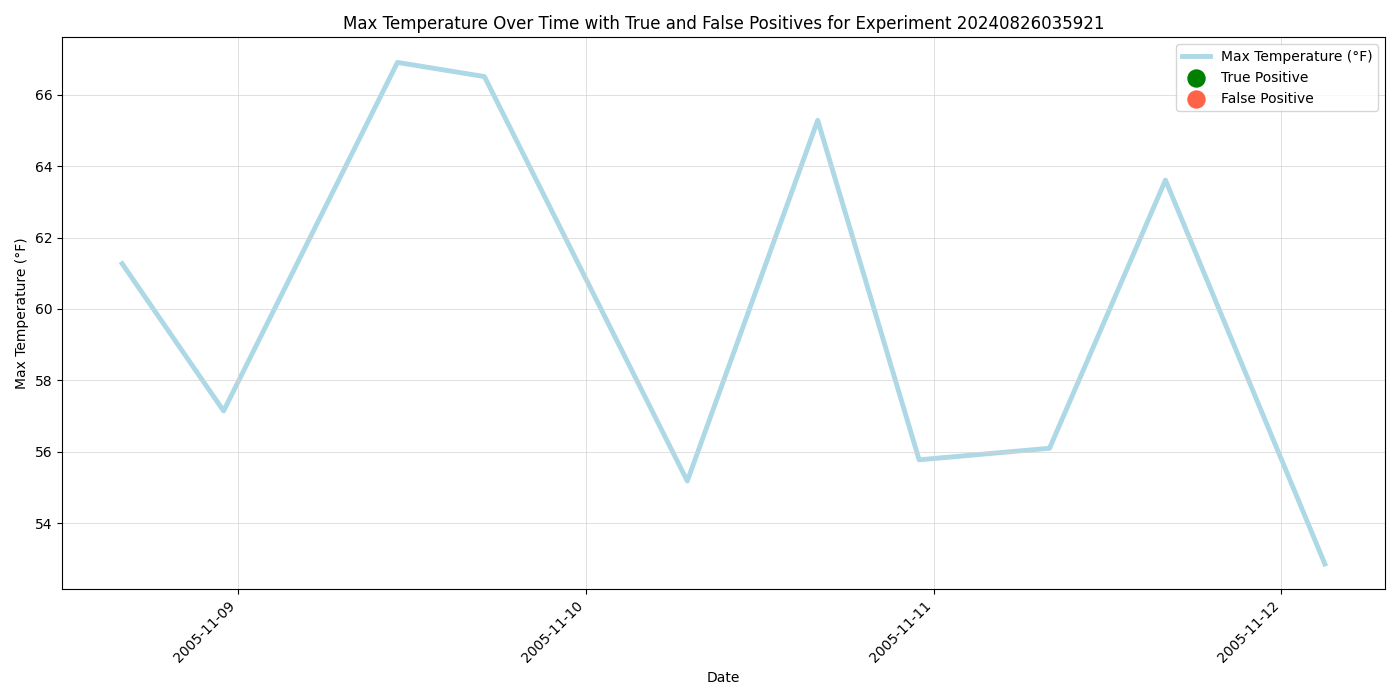 Max Temperature Over Time with True and False Positives for Experiment 20240826035921
Max Temperature (°F)
True Positive
False Positive
Max Temperature (°F)
66
64
62
60
58
56
54
2005-11-09
2005-11-10
2005-11-11
2005-11-12
Date